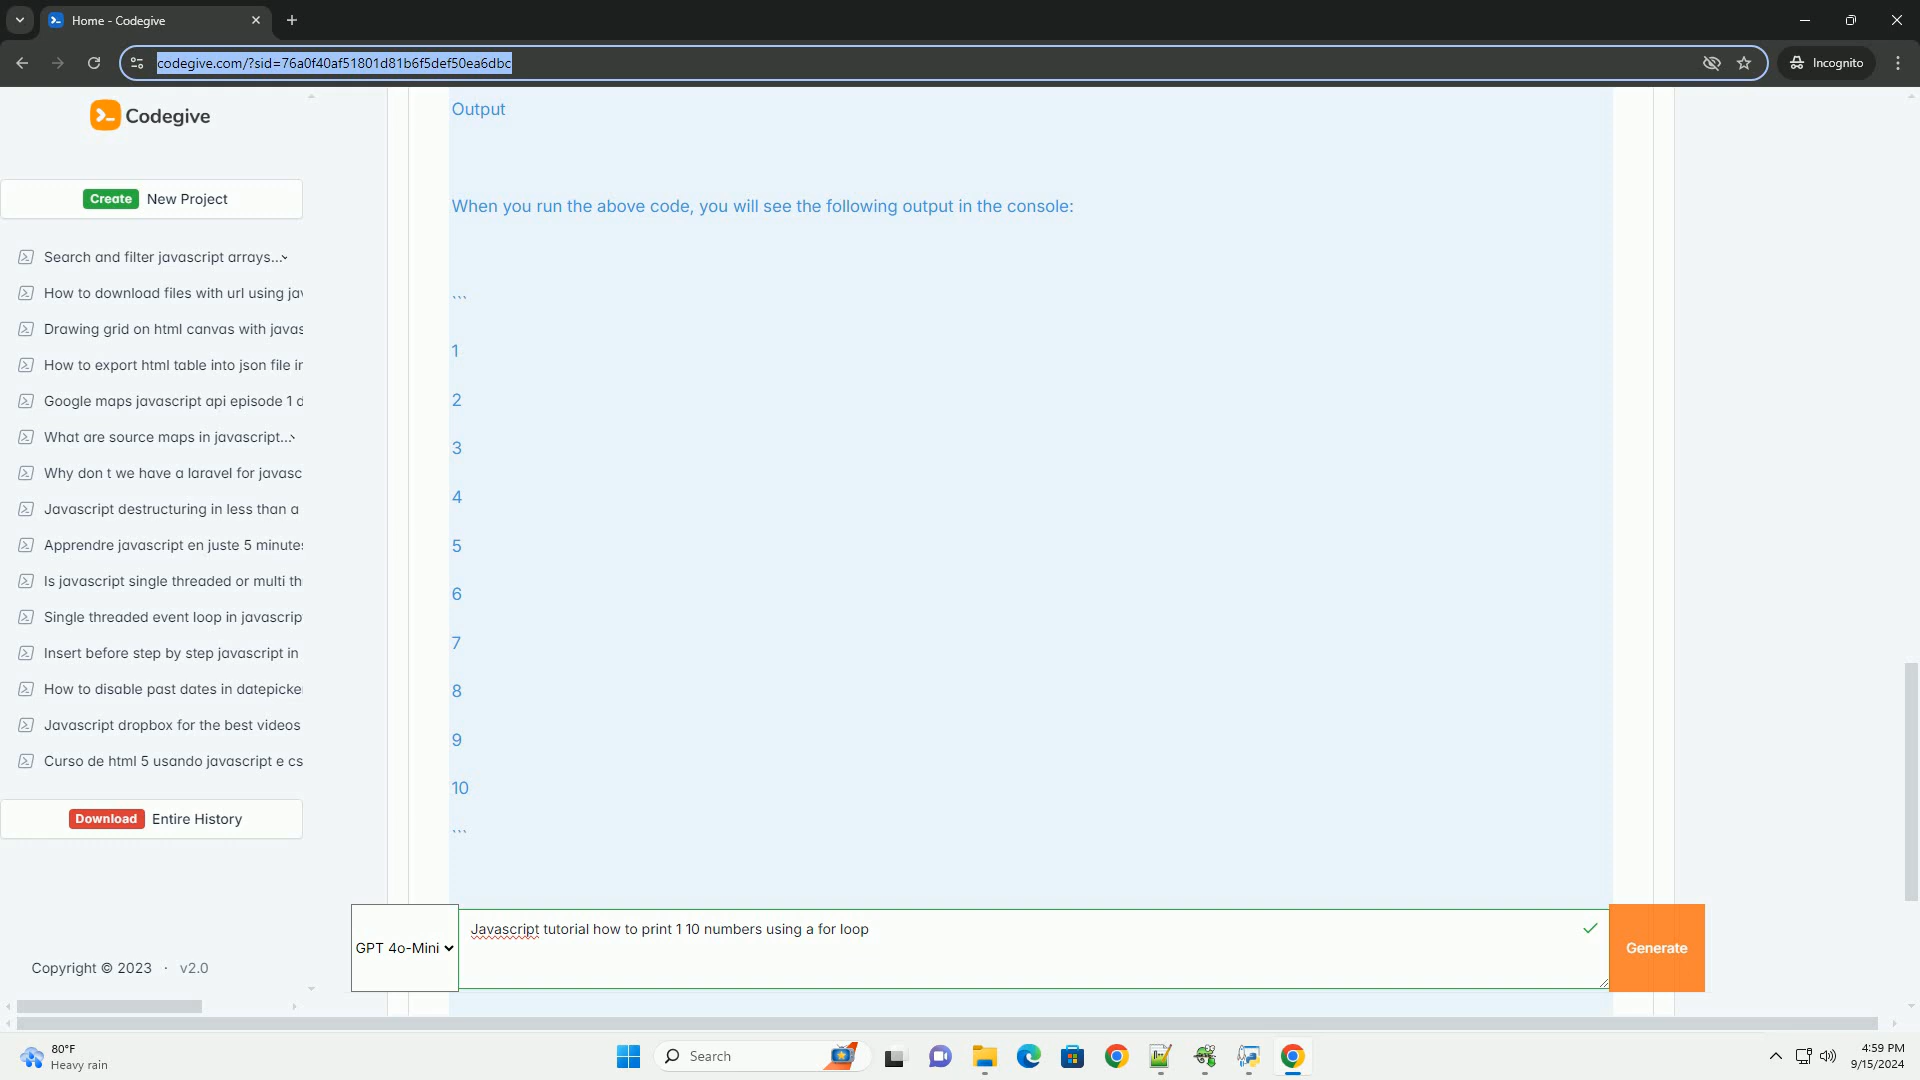 Home - Codegive
codegive.com/?sid=76a0f40af51801d81b6f5def50ea6dbc
Incognito
Codegive
Create New Project
Search and filter javascript arrays...
How to download files with url using jav
Drawing grid on html canvas with javas
How to export html table into json file in
Google maps javascript api episode 1 d
What are source maps in javascript...
Why don t we have a laravel for javasc
Javascript destructuring in less than a
Apprendre javascript en juste 5 minutes
Is javascript single threaded or multi th
Single threaded event loop in javascrip
Insert before step by step javascript in
How to disable past dates in datepicke
Javascript dropbox for the best videos
Curso de html 5 usando javascript e cs
Download Entire History
Copyright © 2023 · v2.0
Output
When you run the above code, you will see the following output in the console:
```
1
2
3
4
5
6
7
8
9
10
```
GPT 4o-Mini
Javascript tutorial how to print 1 10 numbers using a for loop
Generate
80°F
Heavy rain
Search
4:59 PM
9/15/2024